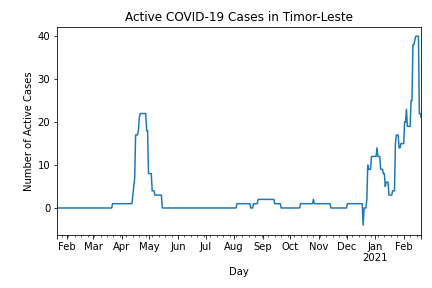 Active COVID-19 Cases in Timor-Leste
Number of Active Cases
40
30
20
10
0
Feb Mar Apr May Jun Jul Aug Sep Oct Nov Dec Jan Feb
2021
Day